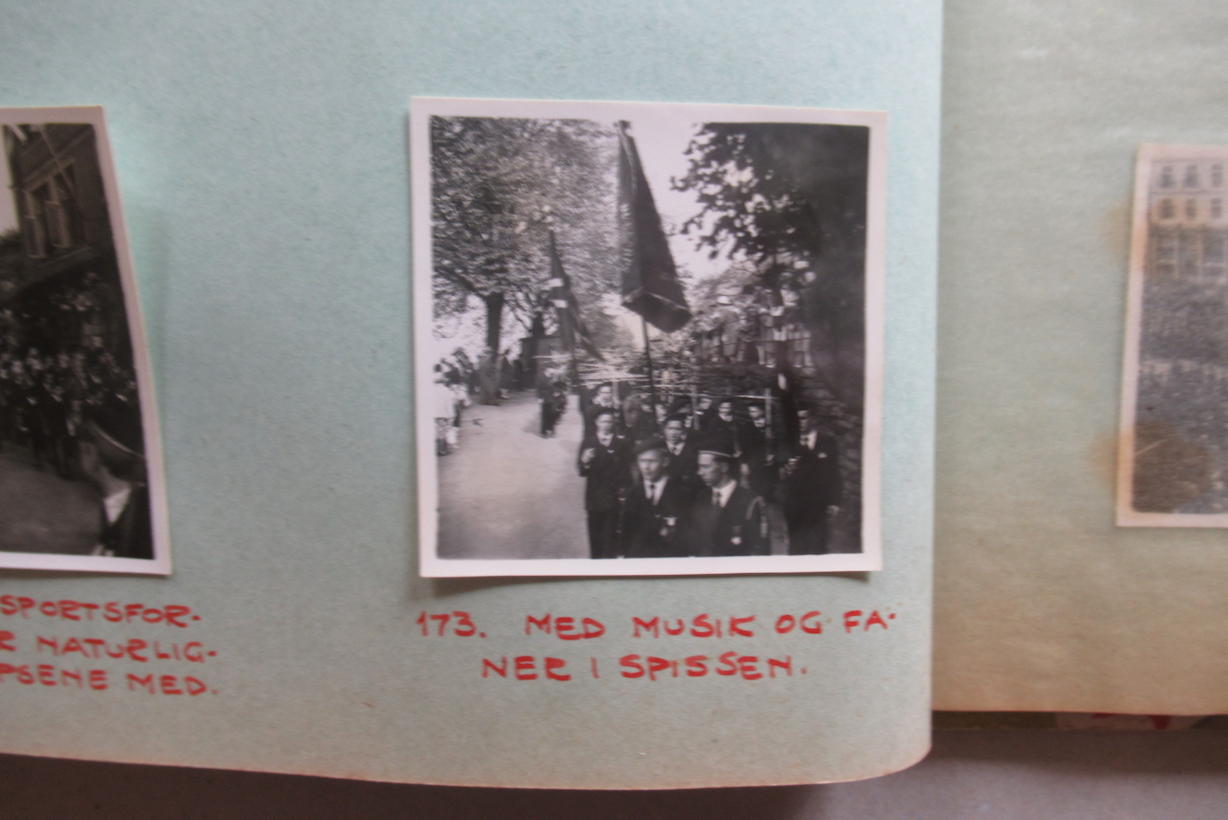 SPORTSFOR-
R NATURLIG-
PSENE MED.
173. MED MUSIK OG FA-
NER I SPISSEN.